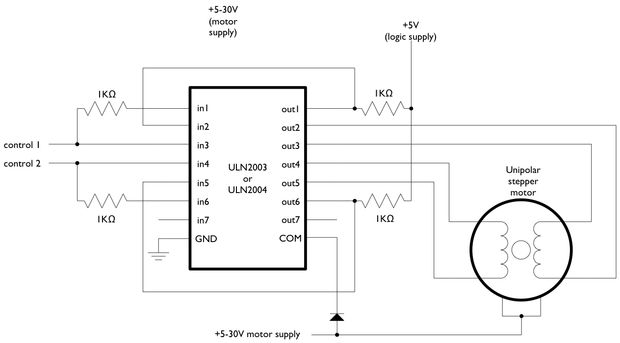 +5-30V
(motor
supply)
+5V
(logic supply)
1KΩ
1KΩ
in1
out1
in2
out2
control 1
in3
out3
control 2
in4
out4
ULN2003
or
ULN2004
Unipolar
stepper
motor
in5
out5
in6
out6
1KΩ
1KΩ
in7
out7
GND
COM
+5-30V motor supply